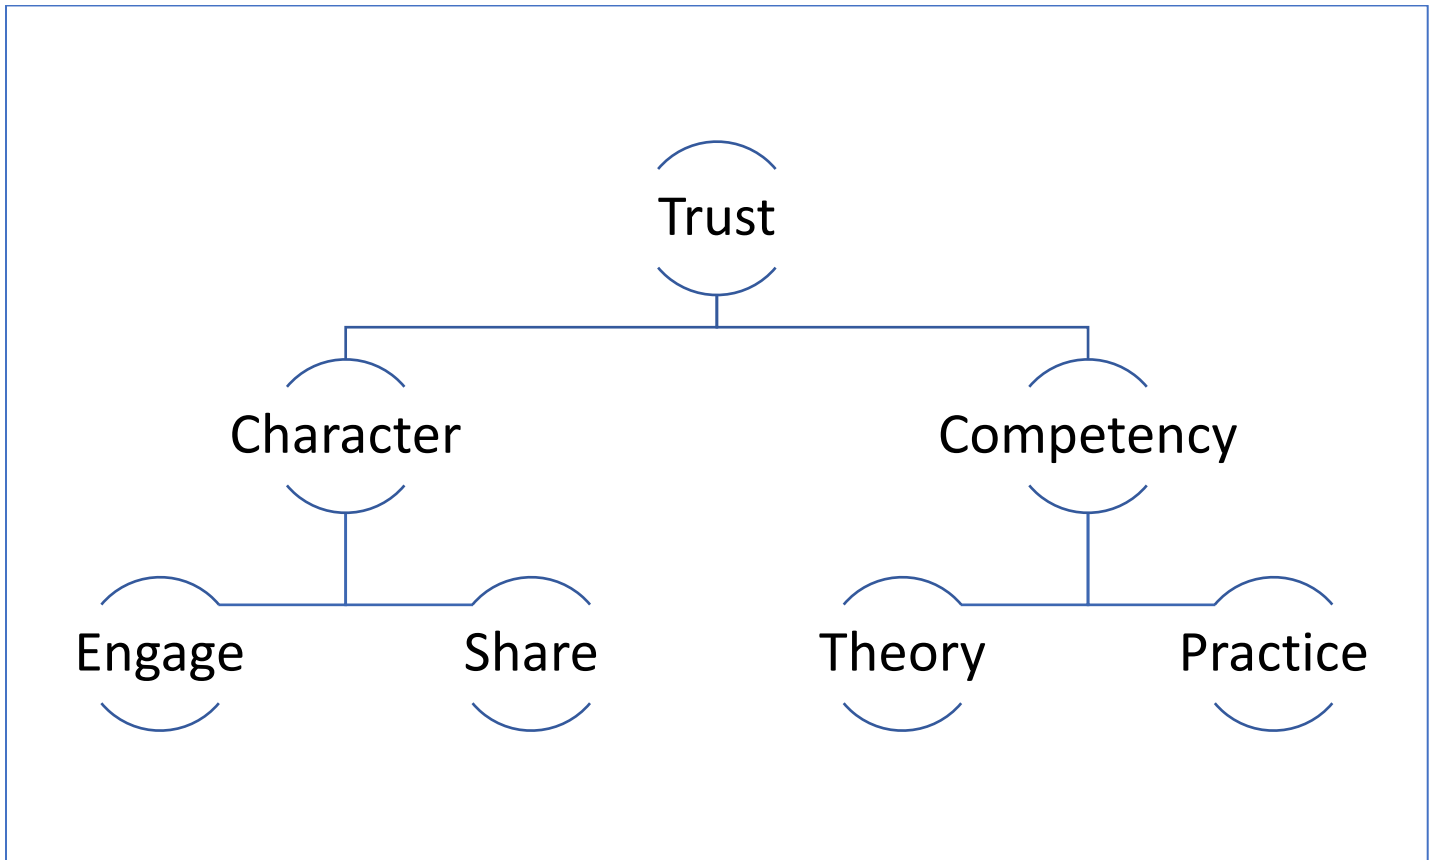 Trust
Character
Competency
Engage
Share
Theory
Practice